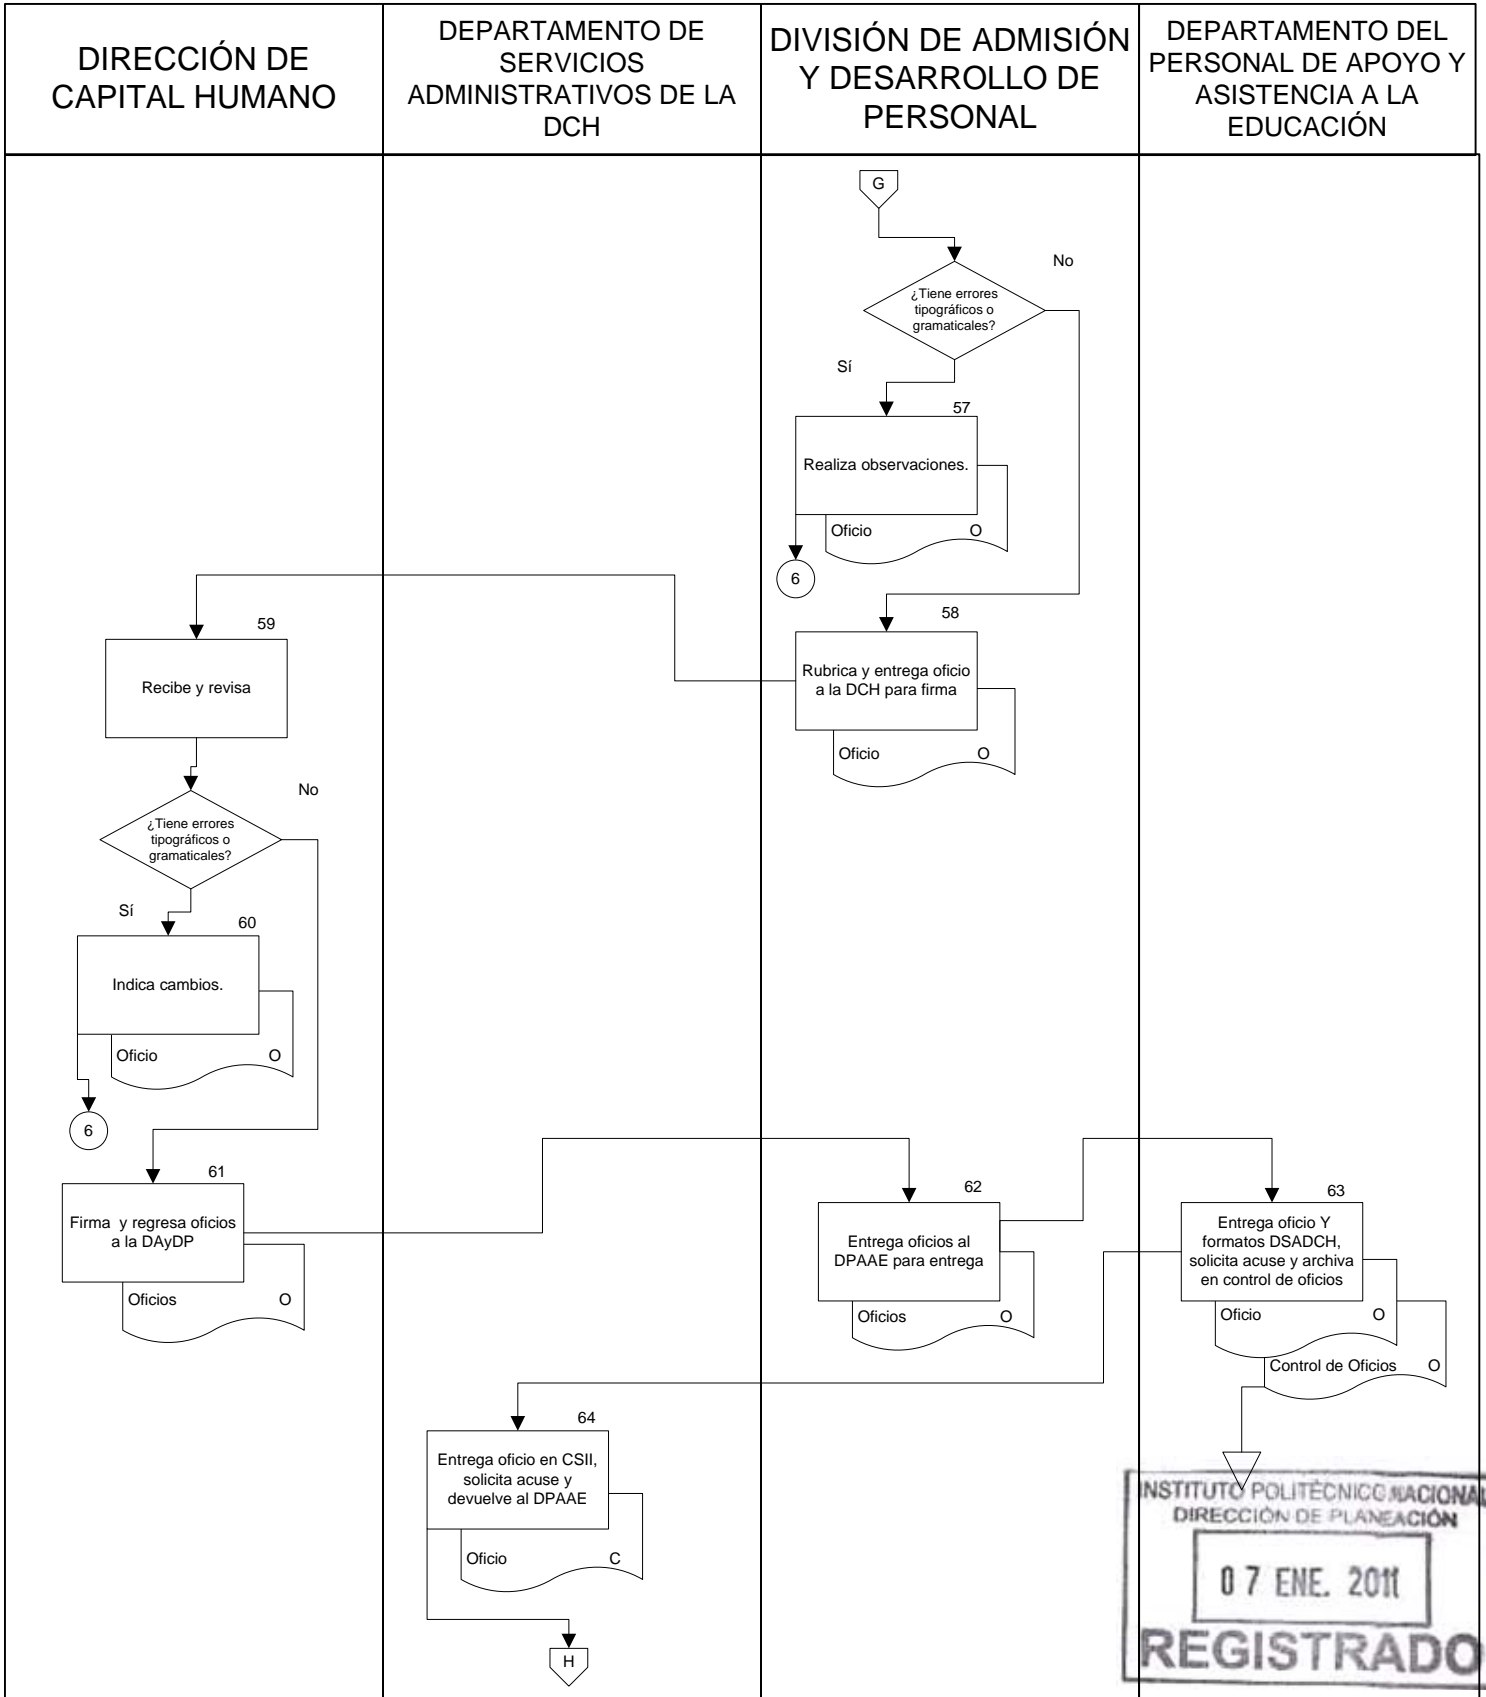 DIRECCIÓN DE
CAPITAL HUMANO
DEPARTAMENTO DE
SERVICIOS
ADMINISTRATIVOS DE LA
DCH
DIVISIÓN DE ADMISIÓN
Y DESARROLLO DE
PERSONAL
DEPARTAMENTO DEL
PERSONAL DE APOYO Y
ASISTENCIA A LA
EDUCACIÓN
G
No
¿Tiene errores
tipográficos o
gramaticales?
Sí
57
Realiza observaciones.
Oficio O
6
58
Rubrica y entrega oficio
a la DCH para firma
Oficio O
59
Recibe y revisa
No
¿Tiene errores
tipográficos o
gramaticales?
Sí
60
Indica cambios.
Oficio O
6
61
Firma y regresa oficios
a la DAyDP
Oficios O
62
Entrega oficios al
DPAAE para entrega
Oficios O
63
Entrega oficio Y
formatos DSADCH,
solicita acuse y archiva
en control de oficios
Oficio O
Control de Oficios O
64
Entrega oficio en CSII,
solicita acuse y
devuelve al DPAAE
Oficio C
H
INSTITUTO POLITÉCNICO NACIONAL
DIRECCIÓN DE PLANEACIÓN
07 ENE. 2011
REGISTRADO